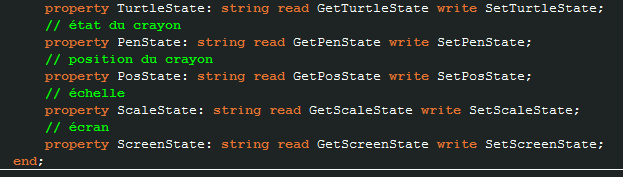 property TurtleState: string read GetTurtleState write SetTurtleState;
// état du crayon
property PenState: string read GetPenState write SetPenState;
// position du crayon
property PosState: string read GetPosState write SetPosState;
// échelle
property ScaleState: string read GetScaleState write SetScaleState;
// écran
property ScreenState: string read GetScreenState write SetScreenState;
end;